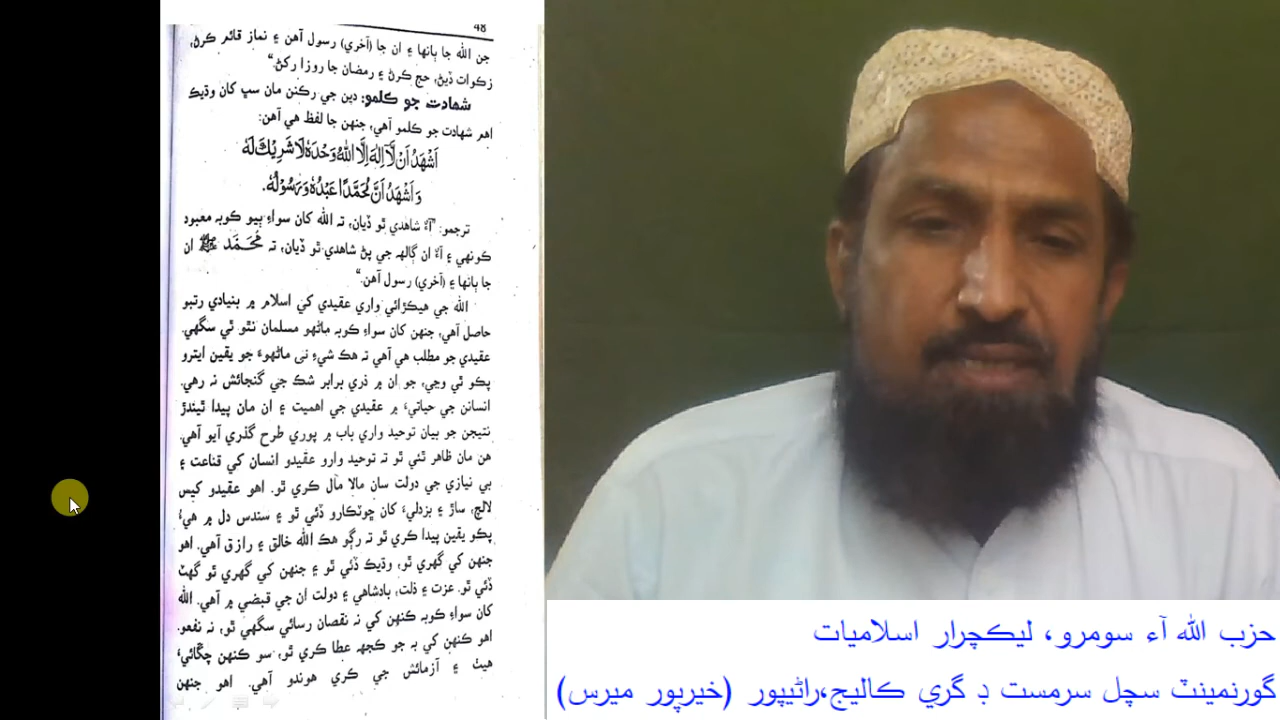 48
جن الله جا ٻانها ۽ ان جا (آخري) رسول آهن ۽ نماز قائم ڪرڻ،
زڪوات ڏيڻ، حج ڪرڻ ۽ رمضان جا روزا رکڻ“
شهادت جو ڪلمو: دين جي رڪنن مان سڀ کان وڌيڪ
اهم شهادت جو ڪلمو آهي، جنهن جا لفظ هي آهن:
اَشْهَدُ اَنْ لَّآ اِلٰهَ اِلَّا اللهُ وَحْدَهٗ لَا شَرِيْكَ لَهٗ
وَ اَشْهَدُ اَنَّ مُحَمَّدًا عَبْدُهٗ وَ رَسُوْلُهٗ.
ترجمو: ”آءٌ شاهدي ٿو ڏيان، ته الله کان سواءِ ٻيو ڪوبه معبود
ڪونهي ۽ آءٌ ان ڳالهه جي پڻ شاهدي ٿو ڏيان، ته مُحَمَّد ﷺ ان
جا ٻانها ۽ (آخري) رسول آهن.“
الله جي هيڪڙائي واري عقيدي کي اسلام ۾ بنيادي رتبو
حاصل آهي، جنهن کان سواءِ ڪوبه ماڻهو مسلمان نٿو ٿي سگهي.
عقيدي جو مطلب هي آهي ته هڪ شيءِ تي ماڻهوءَ جو يقين ايترو
پڪو ٿي وڃي، جو ان ۾ ذري برابر شڪ جي گنجائش نه رهي.
انسانن جي حياتيءَ ۾ عقيدي جي اهميت ۽ ان مان پيدا ٿيندڙ
نتيجن جو بيان توحيد واري باب ۾ پوري طرح گذري آيو آهي.
هن مان ظاهر ٿئي ٿو ته توحيد وارو عقيدو انسان کي قناعت ۽
بي نيازي جي دولت سان مالا مال ڪري ٿو. اهو عقيدو کيس
لالچ، ساڙ ۽ بزدليءَ کان ڇوٽڪارو ڏئي ٿو ۽ سندس دل ۾ هيءُ
پڪو يقين پيدا ڪري ٿو ته رڳو هڪ الله خالق ۽ رازق آهي. اهو
جنهن کي گهري ٿو، وڌيڪ ڏئي ٿو ۽ جنهن کي گهري ٿو گهٽ
ڏئي ٿو. عزت ۽ ذلت، بادشاهي ۽ دولت ان جي قبضي ۾ آهي. الله
کان سواءِ ڪوبه ڪنهن کي نه نقصان رسائي سگهي ٿو، نه نفعو.
اهو ڪنهن کي به جو ڪجهه عطا ڪري ٿو، سو ڪنهن چڱائي،
هيٺ ۽ آزمائش جي ڪري هوندو آهي. اهو جنهن
حزب الله آءِ سومرو، ليڪچرار اسلاميات
گورنمينٽ سچل سرمست ڊگري ڪاليج،راڻيپور (خيرپور ميرس)